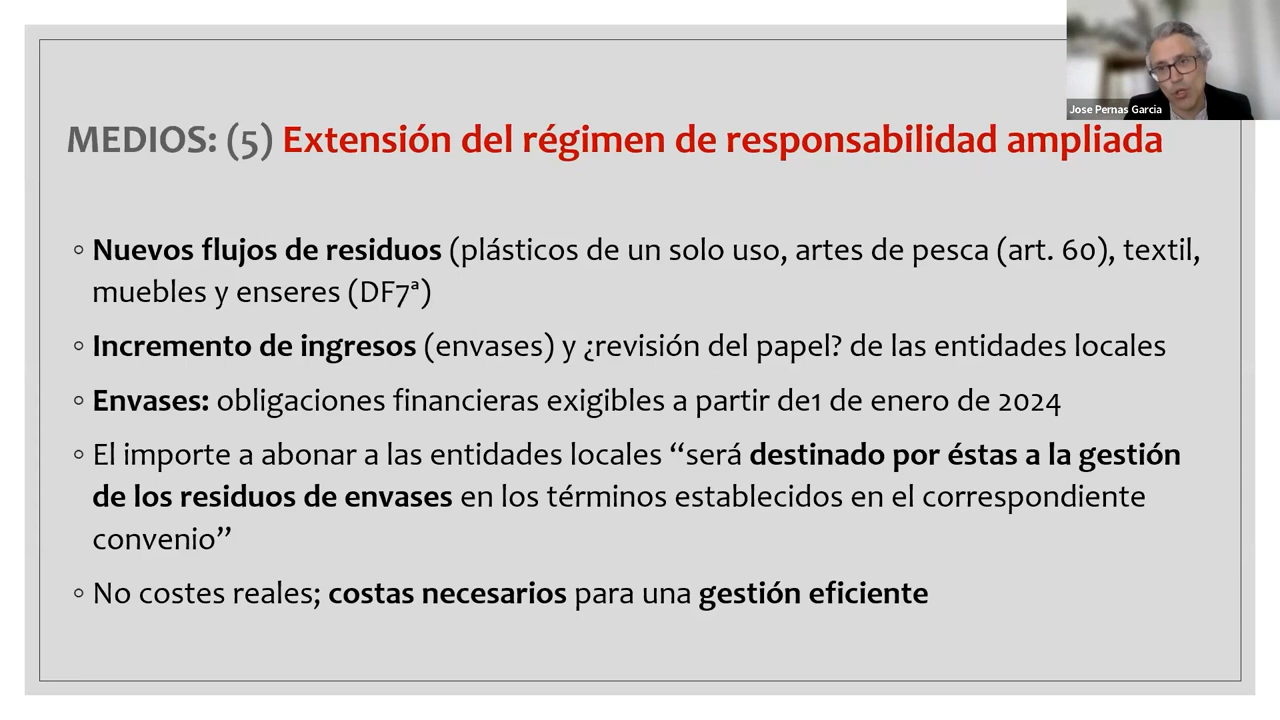 Jose Pernas Garcia
MEDIOS: (5) Extensión del régimen de responsabilidad ampliada
◦ Nuevos flujos de residuos (plásticos de un solo uso, artes de pesca (art. 60), textil,
muebles y enseres (DF7ª)
◦ Incremento de ingresos (envases) y ¿revisión del papel? de las entidades locales
◦ Envases: obligaciones financieras exigibles a partir de1 de enero de 2024
◦ El importe a abonar a las entidades locales “será destinado por éstas a la gestión
de los residuos de envases en los términos establecidos en el correspondiente
convenio”
◦ No costes reales; costas necesarios para una gestión eficiente